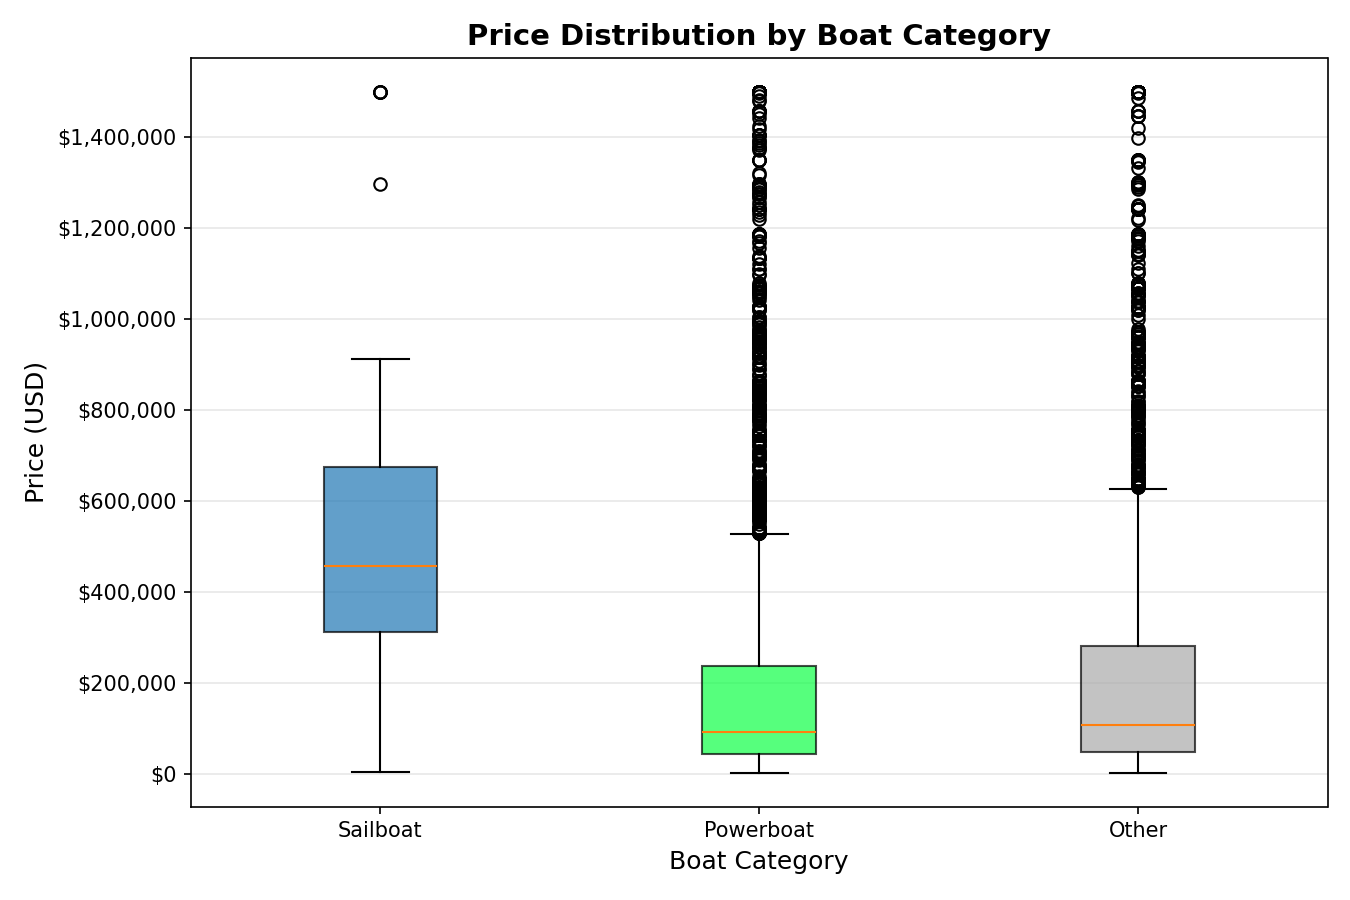 Price Distribution by Boat Category
Price (USD)
$1,400,000
$1,200,000
$1,000,000
$800,000
$600,000
$400,000
$200,000
$0
Sailboat
Powerboat
Other
Boat Category